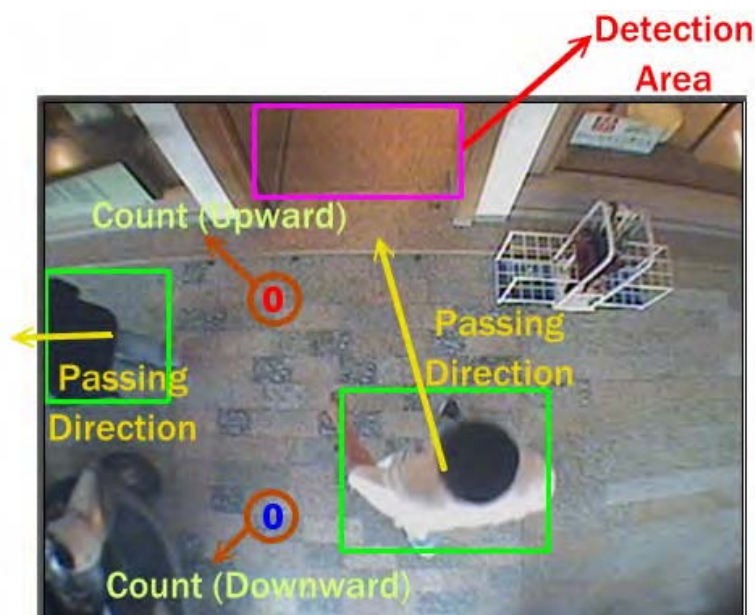 Detection
Area
Count (Upward)
0
Passing
Direction
Passing
Direction
0
Count (Downward)